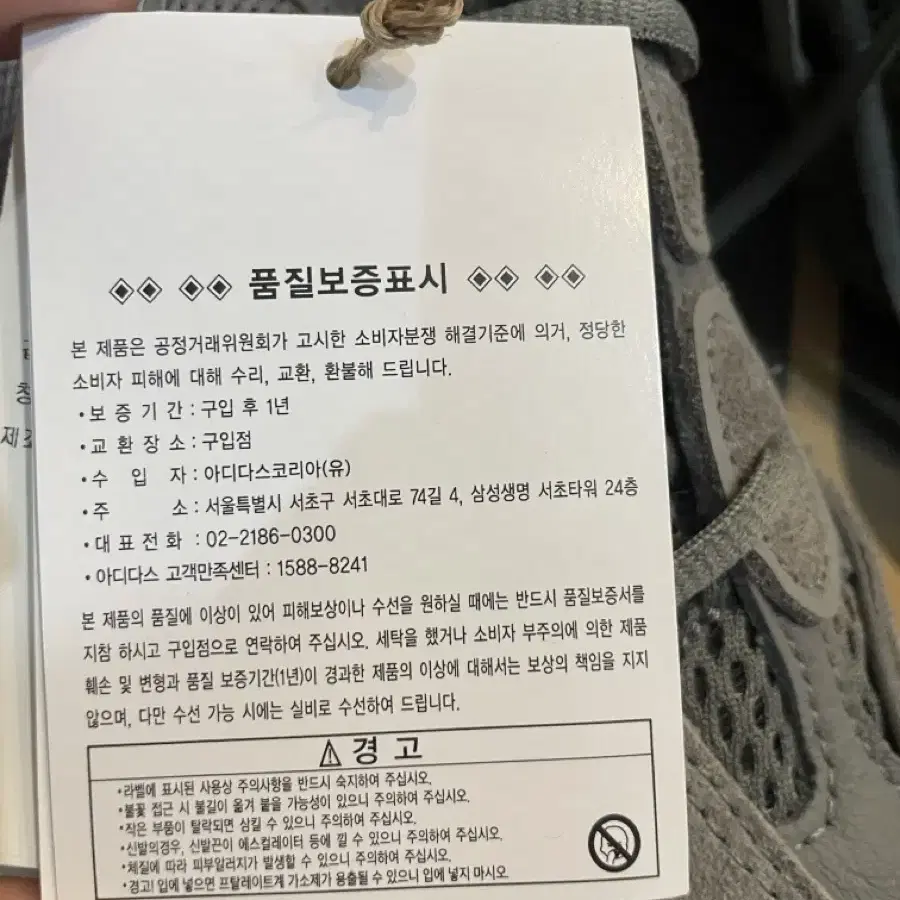 ◈◈ ◈◈ 품질보증표시 ◈◈ ◈◈
본 제품은 공정거래위원회가 고시한 소비자분쟁 해결기준에 의거, 정당한
소비자 피해에 대해 수리, 교환, 환불해 드립니다.
•보 증 기 간 : 구입 후 1년
•교 환 장 소 : 구입점
•수 입 자 : 아디다스코리아(유)
•주 소 : 서울특별시 서초구 서초대로 74길 4, 삼성생명 서초타워 24층
•대 표 전 화 : 02-2186-0300
•아디다스 고객만족센터 : 1588-8241
본 제품의 품질에 이상이 있어 피해보상이나 수선을 원하실 때에는 반드시 품질보증서를
지참 하시고 구입점으로 연락하여 주십시오. 세탁을 했거나 소비자 부주의에 의한 제품
훼손 및 변형과 품질 보증기간(1년)이 경과한 제품의 이상에 대해서는 보상의 책임을 지지
않으며, 다만 수선 가능 시에는 실비로 수선하여 드립니다.
⚠ 경 고
•라벨에 표시된 사용상 주의사항을 반드시 숙지하여 주십시오.
•불꽃 접근 시 불길이 옮겨 붙을 가능성이 있으니 주의하여 주십시오.
•작은 부품이 탈락되면 삼킬 수 있으니 주의하여 주십시오.
•신발의경우, 신발끈이 에스컬레이터 등에 낄 수 있으니 주의하여 주십시오.
•체질에 따라 피부알러지가 발생할 수 있으니 주의하여 주십시오.
•경고! 입에 넣으면 프탈레이트계 가소제가 용출될 수 있으니 입에 넣지 마시오.